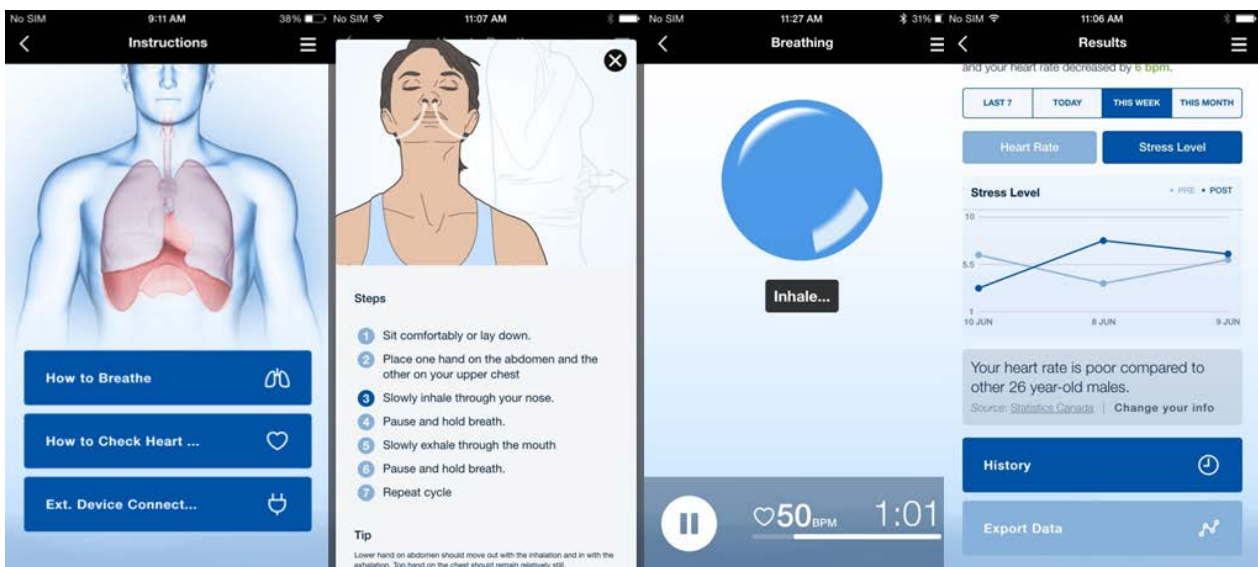 No SIM 9:11 AM 38%
Instructions
How to Breathe
How to Check Heart ...
Ext. Device Connect...
No SIM 11:07 AM
Steps
1 Sit comfortably or lay down.
2 Place one hand on the abdomen and the
other on your upper chest
3 Slowly inhale through your nose.
4 Pause and hold breath.
5 Slowly exhale through the mouth
6 Pause and hold breath.
7 Repeat cycle
Tip
Lower hand on abdomen should move out with the inhalation and in with the
exhalation. Top hand on the chest should remain relatively still.
No SIM 11:27 AM 31%
Breathing
Inhale...
50 BPM 1:01
No SIM 11:06 AM
Results
and your heart rate decreased by 6 bpm.
LAST 7 TODAY THIS WEEK THIS MONTH
Heart Rate Stress Level
Stress Level • PRE • POST
10
5.5
1
10 JUN 8 JUN 9 JUN
Your heart rate is poor compared to
other 26 year-old males.
Source: Statistics Canada | Change your info
History
Export Data